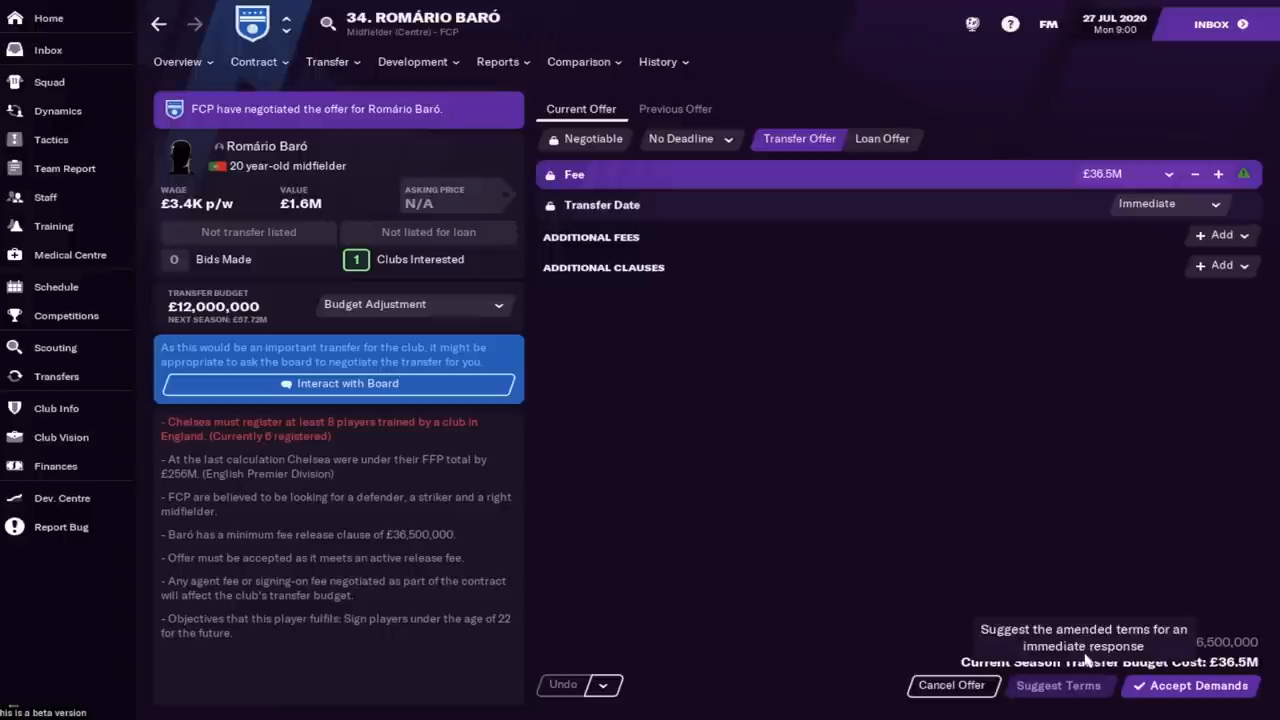 Home
Inbox
Squad
Dynamics
Tactics
Team Report
Staff
Training
Medical Centre
Schedule
Competitions
Scouting
Transfers
Club Info
Club Vision
Finances
Dev. Centre
Report Bug
his is a beta version
34. ROMÁRIO BARÓ
Midfielder (Centre) - FCP
FM
27 JUL 2020
Mon 9:00
INBOX
Overview
Contract
Transfer
Development
Reports
Comparison
History
FCP have negotiated the offer for Romário Baró.
Romário Baró
20 year-old midfielder
WAGE
£3.4K p/w
VALUE
£1.6M
ASKING PRICE
N/A
Not transfer listed
Not listed for loan
0 Bids Made
1 Clubs Interested
TRANSFER BUDGET
£12,000,000
NEXT SEASON: £57.72M
Budget Adjustment
As this would be an important transfer for the club, it might be
appropriate to ask the board to negotiate the transfer for you.
Interact with Board
- Chelsea must register at least 8 players trained by a club in
England. (Currently 6 registered)
- At the last calculation Chelsea were under their FFP total by
£256M. (English Premier Division)
- FCP are believed to be looking for a defender, a striker and a right
midfielder.
- Baró has a minimum fee release clause of £36,500,000.
- Offer must be accepted as it meets an active release fee.
- Any agent fee or signing-on fee negotiated as part of the contract
will affect the club's transfer budget.
- Objectives that this player fulfils: Sign players under the age of 22
for the future.
Current Offer
Previous Offer
Negotiable
No Deadline
Transfer Offer
Loan Offer
Fee
£36.5M
Transfer Date
Immediate
ADDITIONAL FEES
+ Add
ADDITIONAL CLAUSES
+ Add
Suggest the amended terms for an
immediate response
6,500,000
Current Season Transfer Budget Cost: £36.5M
Undo
Cancel Offer
Suggest Terms
Accept Demands